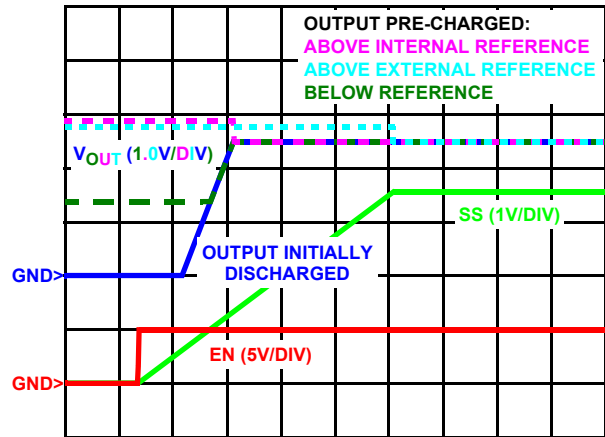 OUTPUT PRE-CHARGED:
ABOVE INTERNAL REFERENCE
ABOVE EXTERNAL REFERENCE
BELOW REFERENCE
VOUT (1.0V/DIV)
SS (1V/DIV)
OUTPUT INITIALLY
DISCHARGED
GND>
EN (5V/DIV)
GND>